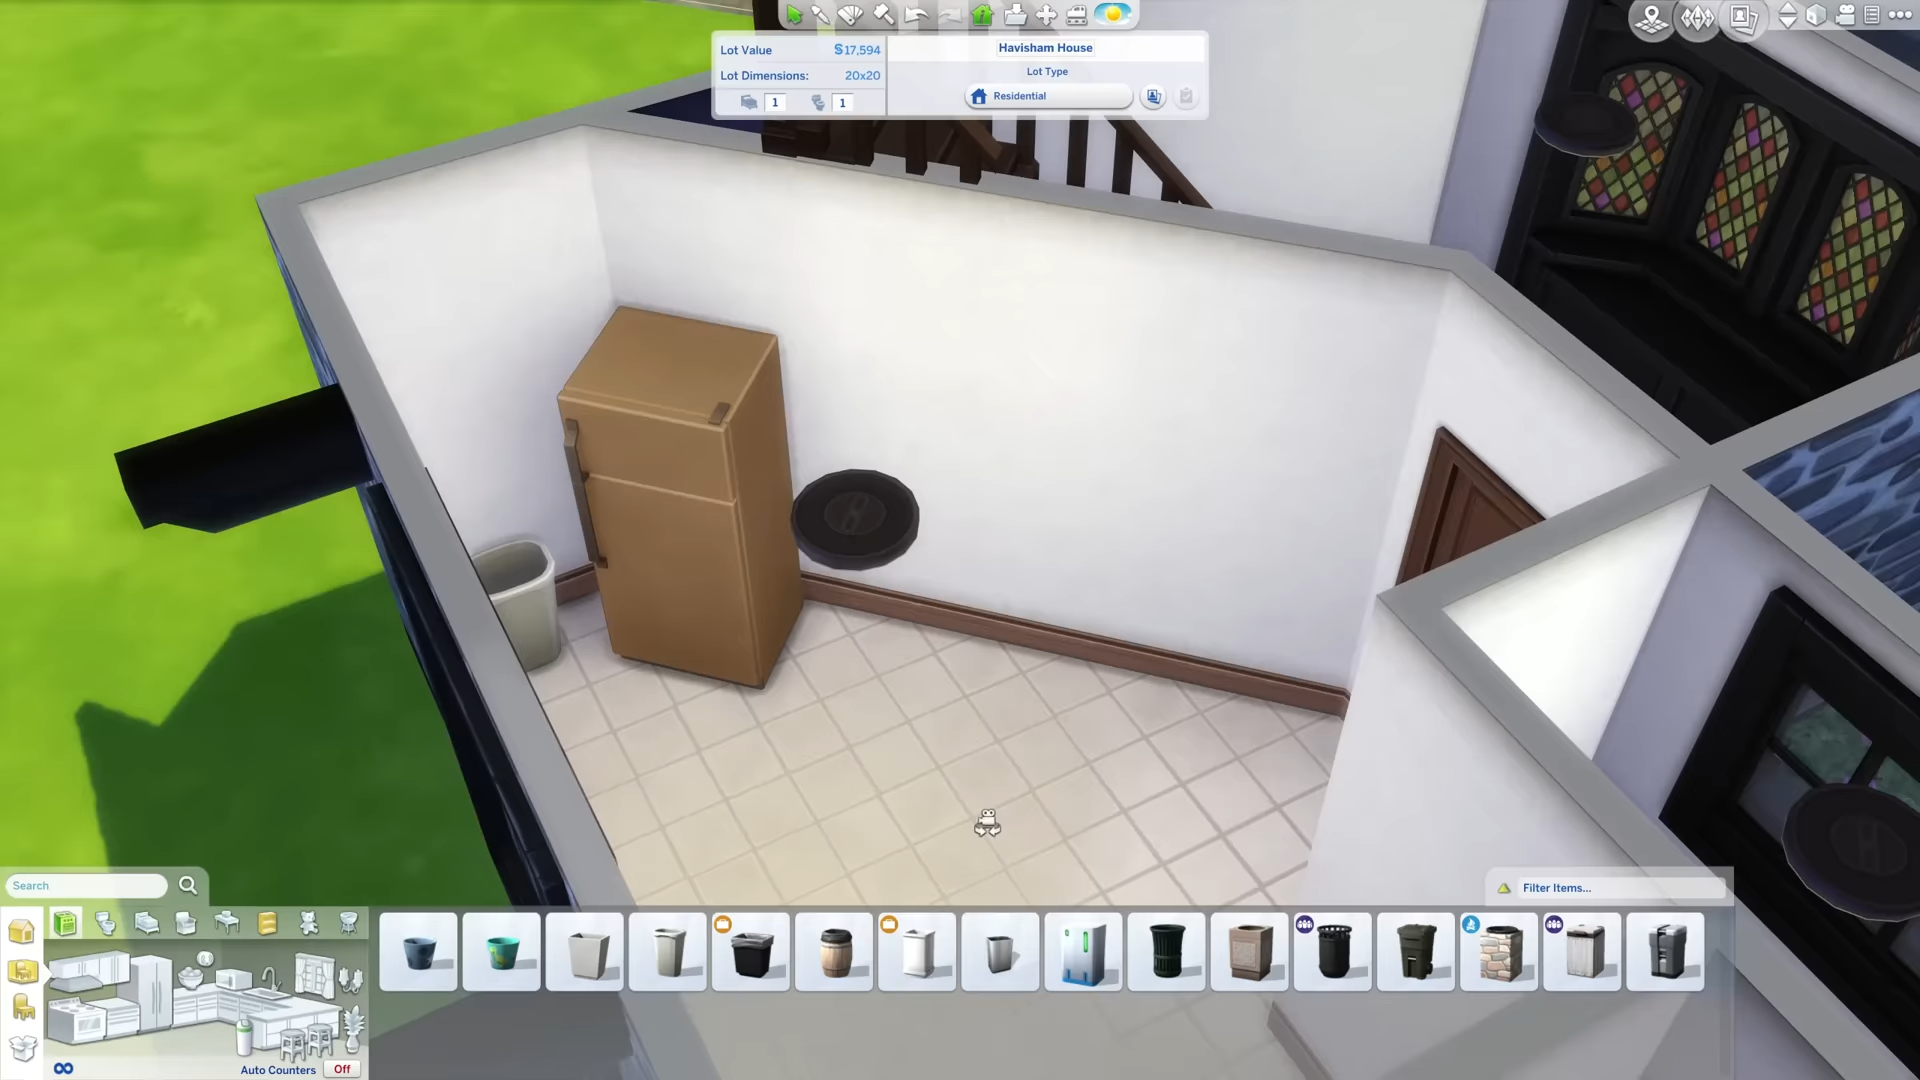 Lot Value §17,594
Lot Dimensions: 20x20
1 1
Havisham House
Lot Type
Residential
Search
Filter Items...
Auto Counters Off